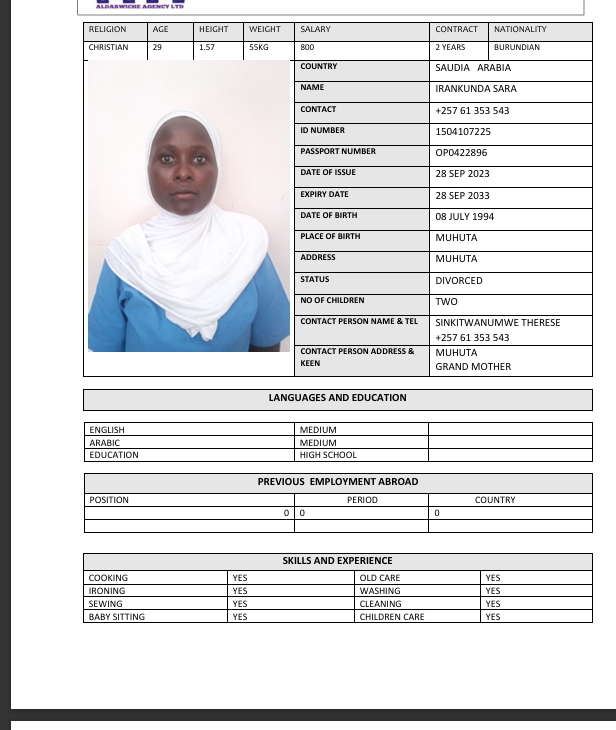 ALDARWICHE AGENCY LTD
RELIGION AGE HEIGHT WEIGHT SALARY CONTRACT NATIONALITY
CHRISTIAN 29 1.57 55KG 800 2 YEARS BURUNDIAN
COUNTRY SAUDIA ARABIA
NAME IRANKUNDA SARA
CONTACT +257 61 353 543
ID NUMBER 1504107225
PASSPORT NUMBER OP0422896
DATE OF ISSUE 28 SEP 2023
EXPIRY DATE 28 SEP 2033
DATE OF BIRTH 08 JULY 1994
PLACE OF BIRTH MUHUTA
ADDRESS MUHUTA
STATUS DIVORCED
NO OF CHILDREN TWO
CONTACT PERSON NAME & TEL SINKITWANUMWE THERESE
+257 61 353 543
CONTACT PERSON ADDRESS & MUHUTA
KEEN GRAND MOTHER
LANGUAGES AND EDUCATION
ENGLISH MEDIUM
ARABIC MEDIUM
EDUCATION HIGH SCHOOL
PREVIOUS EMPLOYMENT ABROAD
POSITION PERIOD COUNTRY
0 0 0
SKILLS AND EXPERIENCE
COOKING YES OLD CARE YES
IRONING YES WASHING YES
SEWING YES CLEANING YES
BABY SITTING YES CHILDREN CARE YES